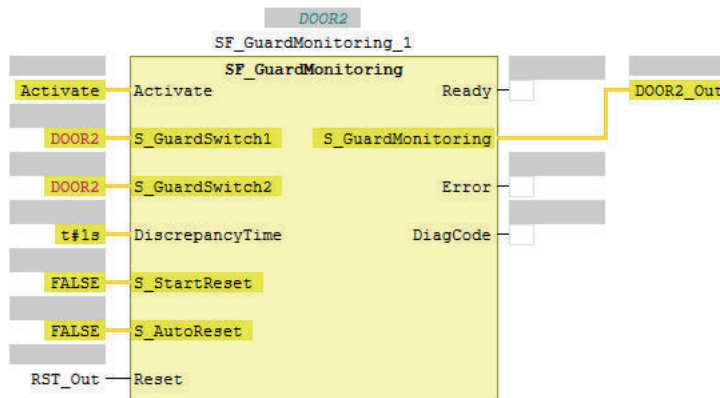 DOOR2
SF_GuardMonitoring_1
SF_GuardMonitoring
Activate Activate Ready DOOR2_Out
DOOR2 S_GuardSwitch1 S_GuardMonitoring
DOOR2 S_GuardSwitch2 Error
t#1s DiscrepancyTime DiagCode
FALSE S_StartReset
FALSE S_AutoReset
RST_Out Reset